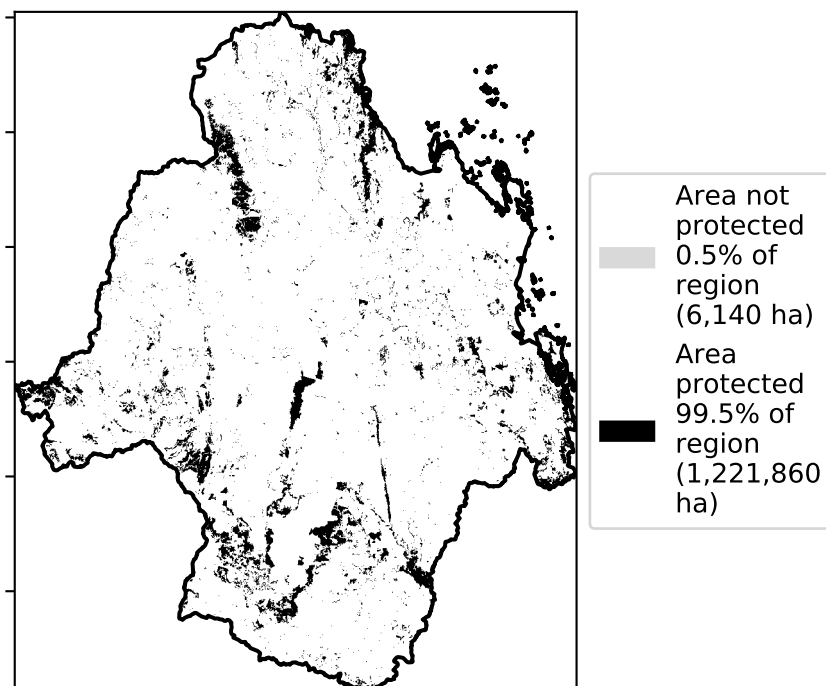 Area not
protected
0.5% of
region
(6,140 ha)
Area
protected
99.5% of
region
(1,221,860
ha)